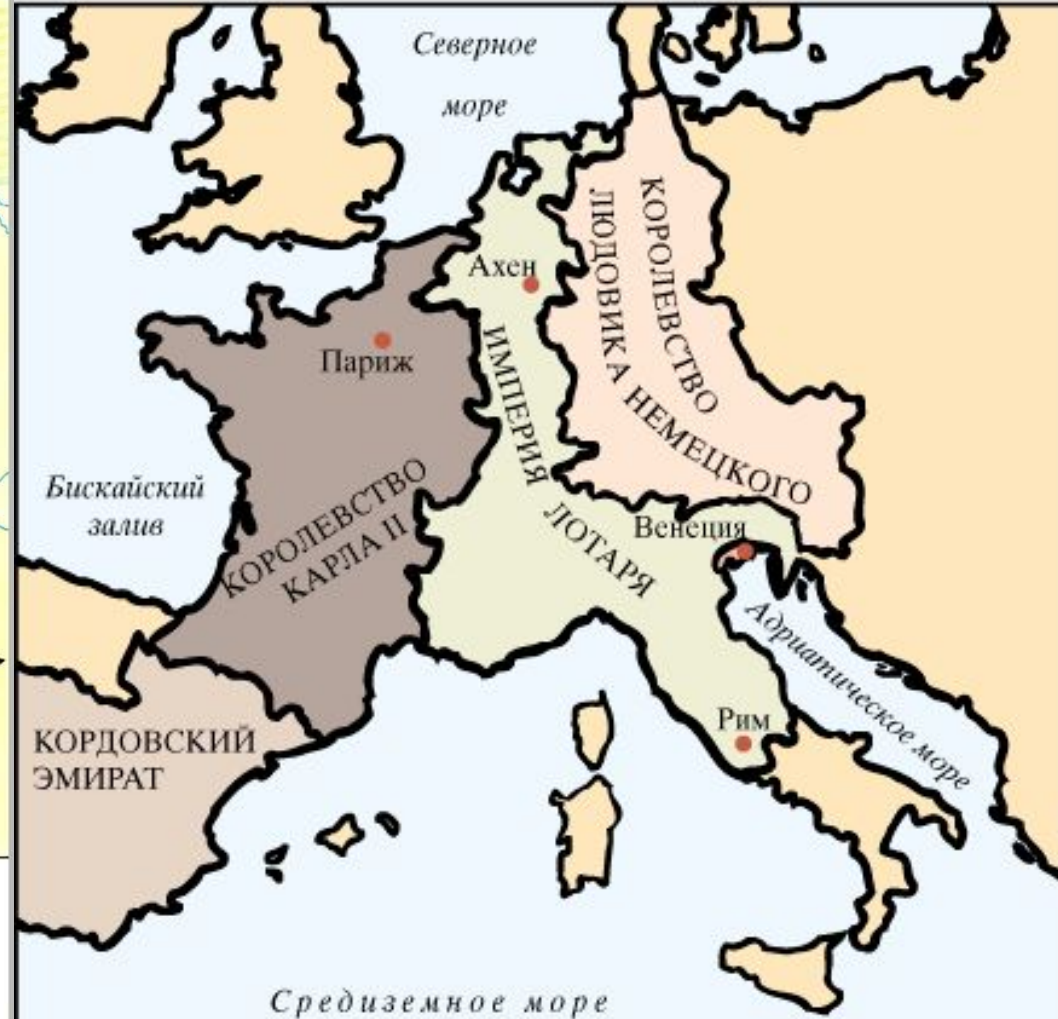 Северное
море
КОРОЛЕВСТВО
ЛЮДОВИКА НЕМЕЦКОГО
Ахен
Париж
ИМПЕРИЯ
ЛОТАРЯ
Бискайский
залив
КОРОЛЕВСТВО
КАРЛА II
Венеция
Адриатическое море
Рим
КОРДОВСКИЙ
ЭМИРАТ
Средиземное море